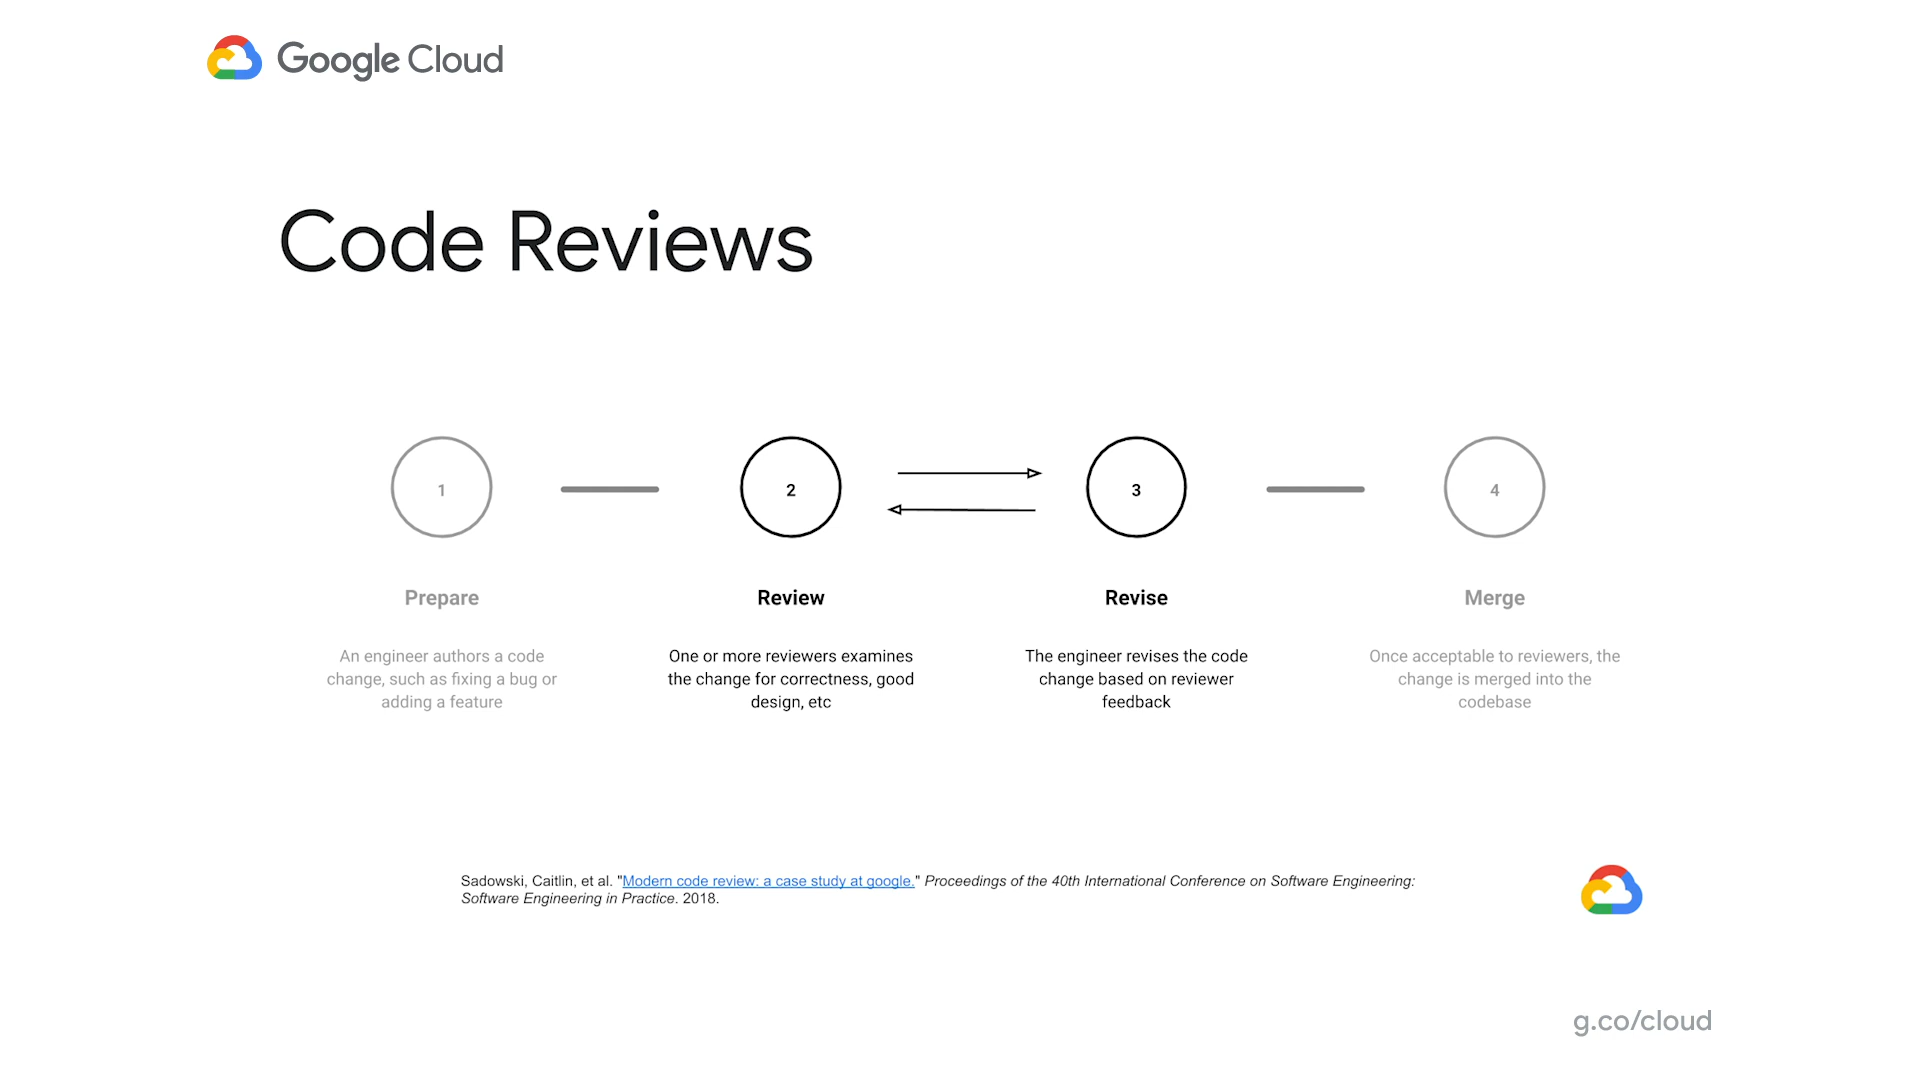 Google Cloud
Code Reviews
1
2
3
4
Prepare
Review
Revise
Merge
An engineer authors a code
change, such as fixing a bug or
adding a feature
One or more reviewers examines
the change for correctness, good
design, etc
The engineer revises the code
change based on reviewer
feedback
Once acceptable to reviewers, the
change is merged into the
codebase
Sadowski, Caitlin, et al. "Modern code review: a case study at google." Proceedings of the 40th International Conference on Software Engineering:
Software Engineering in Practice. 2018.
g.co/cloud